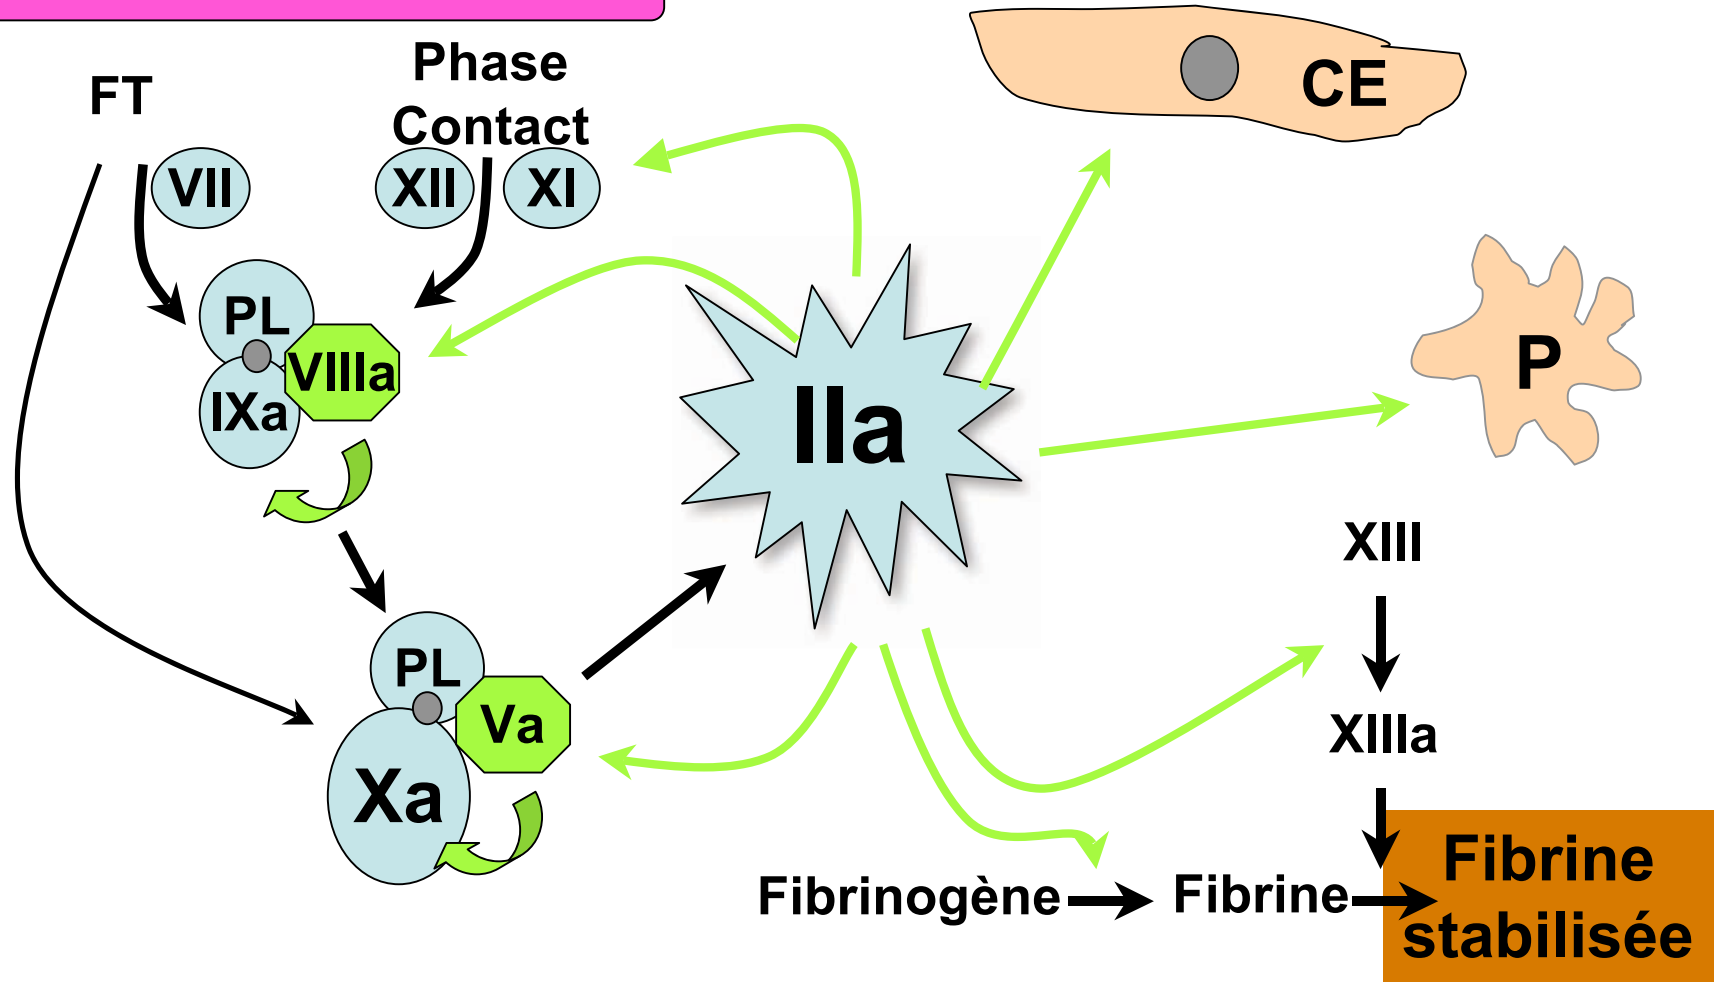 Phase
Contact
FT
CE
VII
XII
XI
PL
VIIIa
IXa
IIa
P
XIII
PL
Va
Xa
XIIIa
Fibrinogène
Fibrine
Fibrine
stabilisée